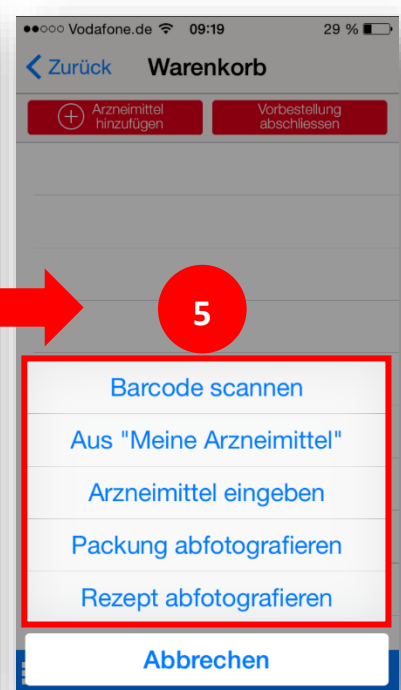 ●●○○○ Vodafone.de 09:19 29 %
Zurück Warenkorb
Arzneimittel hinzufügen
Vorbestellung abschliessen
5
Barcode scannen
Aus "Meine Arzneimittel"
Arzneimittel eingeben
Packung abfotografieren
Rezept abfotografieren
Abbrechen